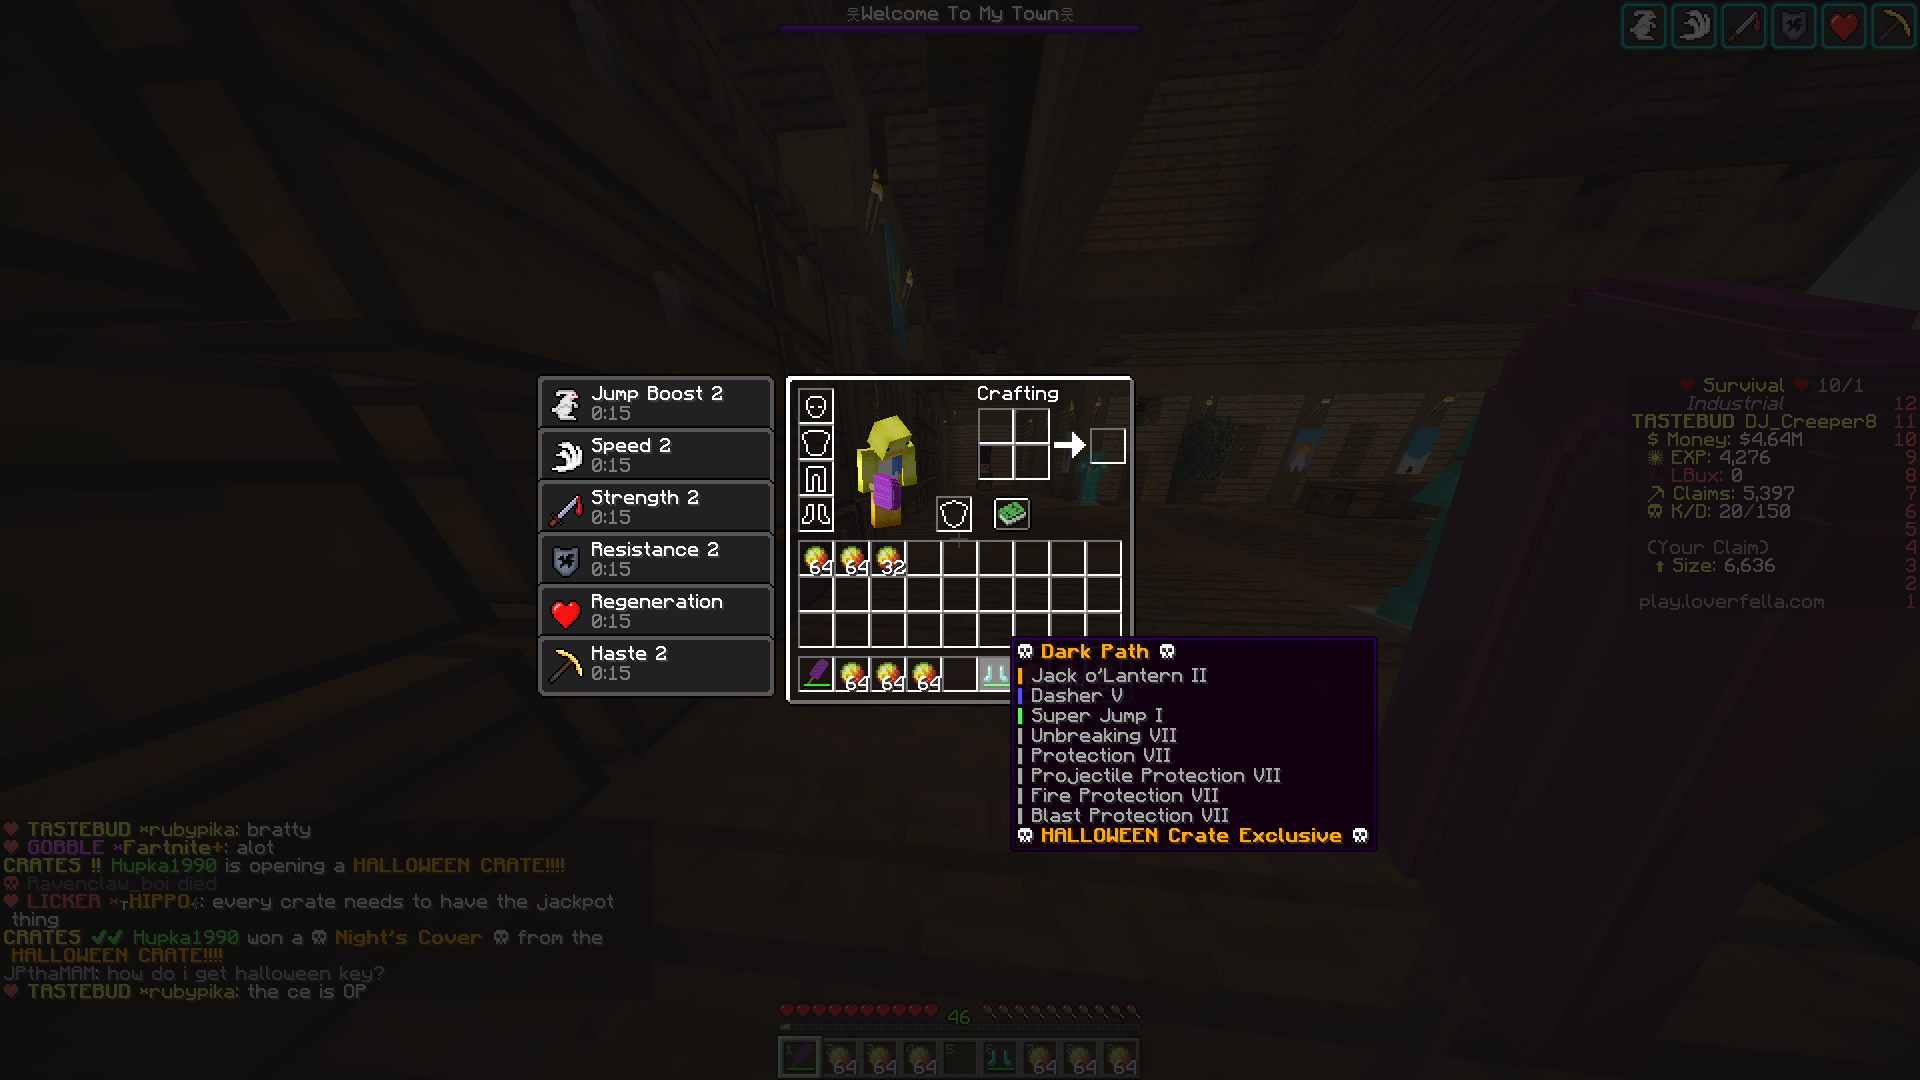 Welcome To My Town
Jump Boost 2
0:15
Speed 2
0:15
Strength 2
0:15
Resistance 2
0:15
Regeneration
0:15
Haste 2
0:15
Crafting
64 64 32
64 64 64
Dark Path
Jack o'Lantern II
Dasher V
Super Jump I
Unbreaking VII
Protection VII
Projectile Protection VII
Fire Protection VII
Blast Protection VII
HALLOWEEN Crate Exclusive
Survival 10/1
Industrial 12
TASTEBUD DJ_Creeper8 11
$ Money: $4.64M 10
EXP: 4,276 9
LBux: 0 8
Claims: 5,397 7
K/D: 20/150 6
5
(Your Claim) 4
Size: 6,636 3
2
play.loverfella.com 1
TASTEBUD ×rubypika: bratty
GOBBLE ×Fartnite+: alot
CRATES !! Hupka1990 is opening a HALLOWEEN CRATE!!!!
Ravenclaw_boi died
LICKER ×HIPPO: every crate needs to have the jackpot
thing
CRATES ✔✔ Hupka1990 won a Night's Cover from the
HALLOWEEN CRATE!!!!
JPthaMAM: how do i get halloween key?
TASTEBUD ×rubypika: the ce is OP
46
1 64 64 64 5 6 64 64 64